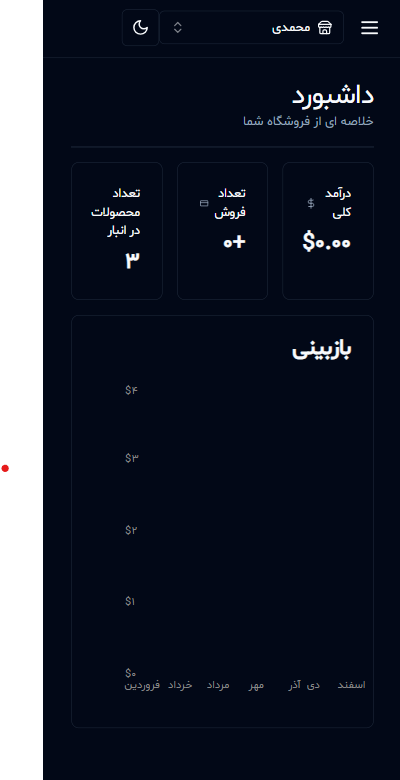 محمدی
داشبورد
خلاصه ای از فروشگاه شما
درآمد
کلی
$۰.۰۰
تعداد
فروش
+۰
تعداد
محصولات
در انبار
۳
بازبینی
$۴
$۳
$۲
$۱
$۰
فروردین خرداد مرداد مهر آذر دی اسفند